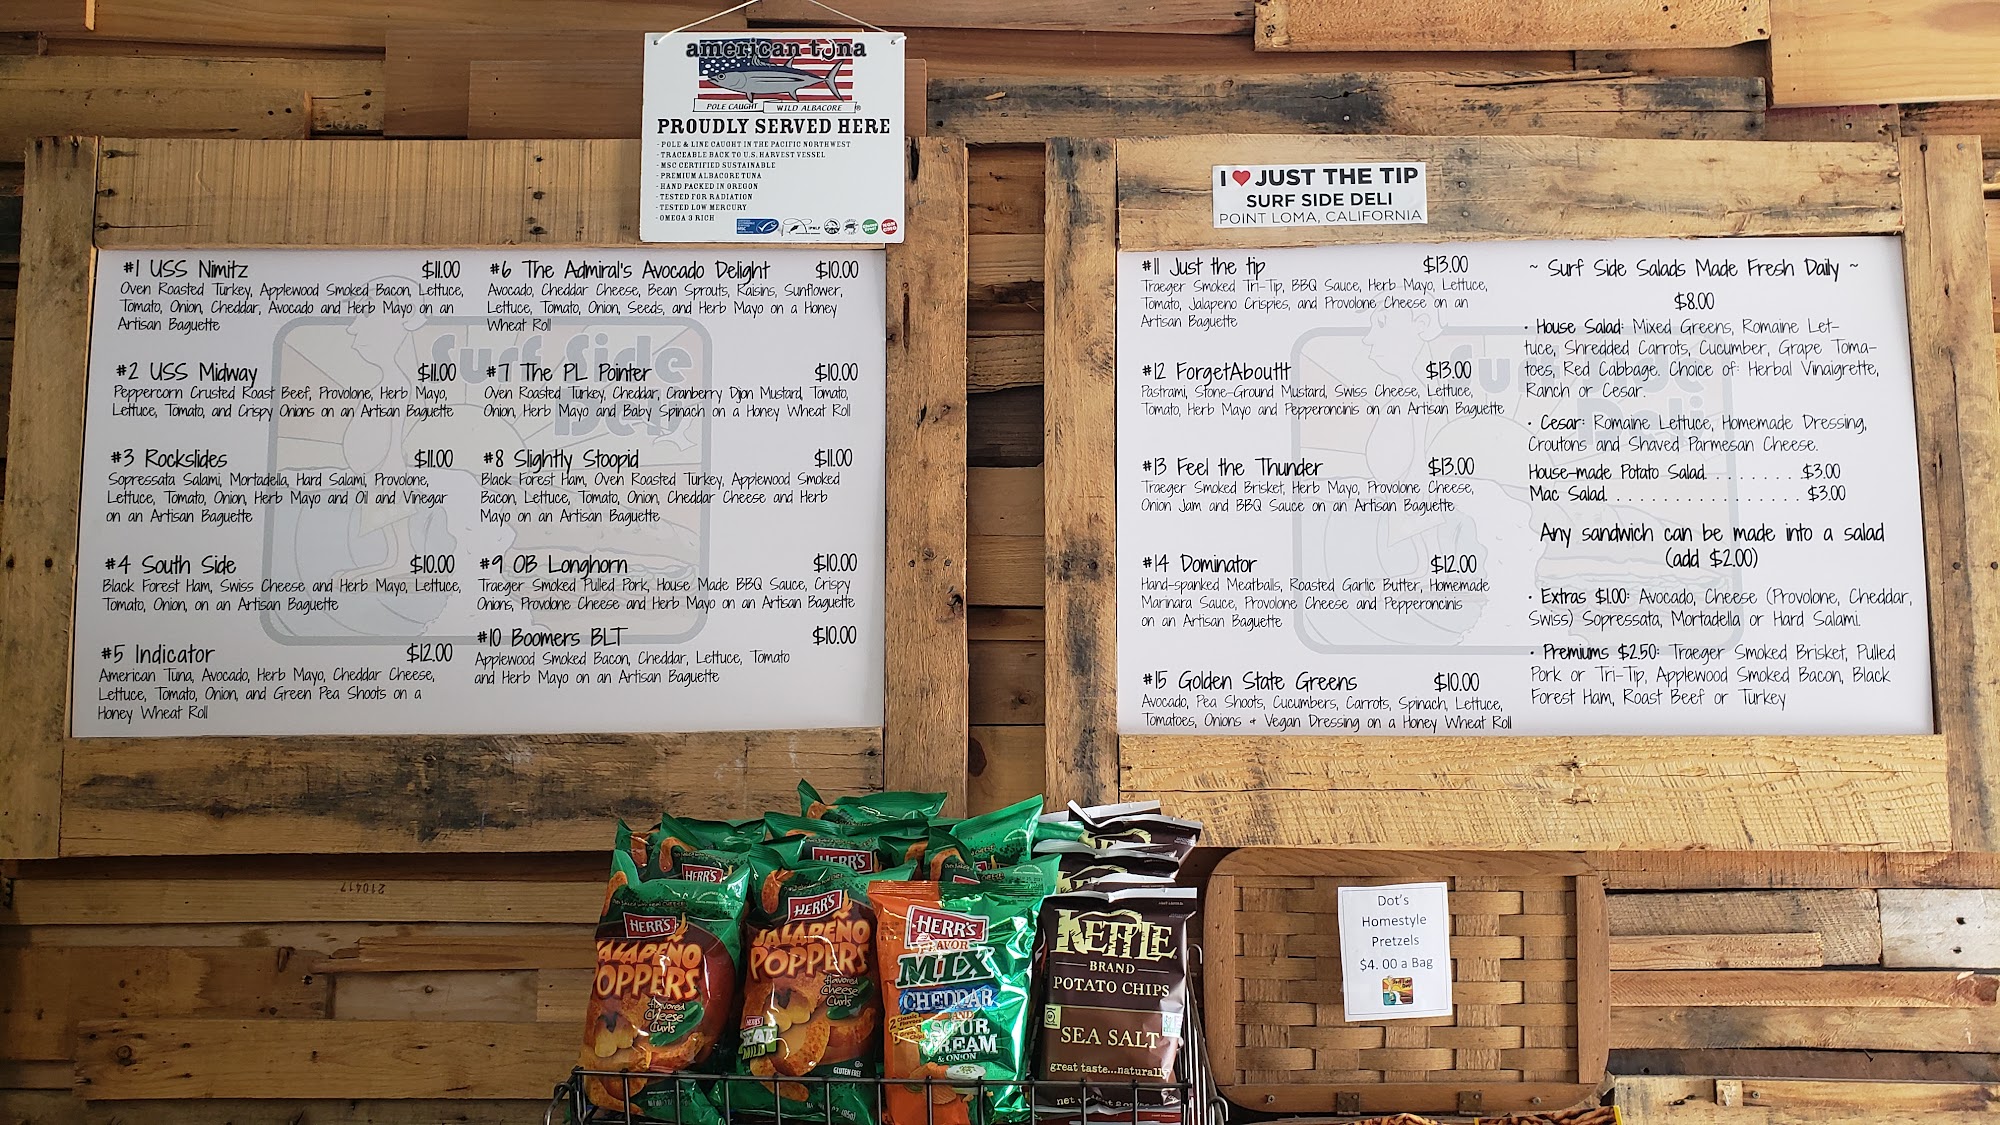 american tuna
POLE CAUGHT WILD ALBACORE ®
PROUDLY SERVED HERE
· POLE & LINE CAUGHT IN THE PACIFIC NORTHWEST
· TRACEABLE BACK TO U.S. HARVEST VESSEL
· MSC CERTIFIED SUSTAINABLE
· PREMIUM ALBACORE TUNA
· HAND PACKED IN OREGON
· TESTED FOR RADIATION
· TESTED LOW MERCURY
· OMEGA 3 RICH
I ♥ JUST THE TIP
SURF SIDE DELI
POINT LOMA, CALIFORNIA
Surf Side
Deli
#1 USS Nimitz $11.00
Oven Roasted Turkey, Applewood Smoked Bacon, Lettuce,
Tomato, Onion, Cheddar, Avocado and Herb Mayo on an
Artisan Baguette
#2 USS Midway $11.00
Peppercorn Crusted Roast Beef, Provolone, Herb Mayo,
Lettuce, Tomato, and Crispy Onions on an Artisan Baguette
#3 Rockslides $11.00
Sopressata Salami, Mortadella, Hard Salami, Provolone,
Lettuce, Tomato, Onion, Herb Mayo and Oil and Vinegar
on an Artisan Baguette
#4 South Side $10.00
Black Forest Ham, Swiss Cheese and Herb Mayo, Lettuce,
Tomato, Onion, on an Artisan Baguette
#5 Indicator $12.00
American Tuna, Avocado, Herb Mayo, Cheddar Cheese,
Lettuce, Tomato, Onion, and Green Pea Shoots on a
Honey Wheat Roll
#6 The Admiral's Avocado Delight $10.00
Avocado, Cheddar Cheese, Bean Sprouts, Raisins, Sunflower,
Lettuce, Tomato, Onion, Seeds, and Herb Mayo on a Honey
Wheat Roll
#7 The PL Pointer $10.00
Oven Roasted Turkey, Cheddar, Cranberry Dijon Mustard, Tomato,
Onion, Herb Mayo and Baby Spinach on a Honey Wheat Roll
#8 Slightly Stoopid $11.00
Black Forest Ham, Oven Roasted Turkey, Applewood Smoked
Bacon, Lettuce, Tomato, Onion, Cheddar Cheese and Herb
Mayo on an Artisan Baguette
#9 OB Longhorn $10.00
Traeger Smoked Pulled Pork, House Made BBQ Sauce, Crispy
Onions, Provolone Cheese and Herb Mayo on an Artisan Baguette
#10 Boomers BLT $10.00
Applewood Smoked Bacon, Cheddar, Lettuce, Tomato
and Herb Mayo on an Artisan Baguette
Surf Side
Deli
#11 Just the tip $13.00
Traeger Smoked Tri-Tip, BBQ Sauce, Herb Mayo, Lettuce,
Tomato, Jalapeno Crispies, and Provolone Cheese on an
Artisan Baguette
#12 ForgetAboutIt $13.00
Pastrami, Stone-Ground Mustard, Swiss Cheese, Lettuce,
Tomato, Herb Mayo and Pepperoncinis on an Artisan Baguette
#13 Feel the Thunder $13.00
Traeger Smoked Brisket, Herb Mayo, Provolone Cheese,
Onion Jam and BBQ Sauce on an Artisan Baguette
#14 Dominator $12.00
Hand-spanked Meatballs, Roasted Garlic Butter, Homemade
Marinara Sauce, Provolone Cheese and Pepperoncinis
on an Artisan Baguette
#15 Golden State Greens $10.00
Avocado, Pea Shoots, Cucumbers, Carrots, Spinach, Lettuce,
Tomatoes, Onions + Vegan Dressing on a Honey Wheat Roll
~ Surf Side Salads Made Fresh Daily ~
$8.00
· House Salad: Mixed Greens, Romaine Let-
tuce, Shredded Carrots, Cucumber, Grape Toma-
toes, Red Cabbage. Choice of: Herbal Vinaigrette,
Ranch or Cesar.
· Cesar: Romaine Lettuce, Homemade Dressing,
Croutons and Shaved Parmesan Cheese.
House-made Potato Salad. . . . . . . . $3.00
Mac Salad. . . . . . . . . . . . . . . . . . $3.00
Any sandwich can be made into a salad
(add $2.00)
· Extras $1.00: Avocado, Cheese (Provolone, Cheddar,
Swiss) Sopressata, Mortadella or Hard Salami.
· Premiums $2.50: Traeger Smoked Brisket, Pulled
Pork or Tri-Tip, Applewood Smoked Bacon, Black
Forest Ham, Roast Beef or Turkey
210417
HERR'S
HERR'S
HERR'S
JALAPEÑO
POPPERS
flavored
Cheese
Curls
HERR'S
JALAPEÑO
POPPERS
flavored
Cheese
Curls
HEAT
MILD
GLUTEN FREE
HERR'S
FLAVOR
MIX
CHEDDAR
AND
SOUR
CREAM
& ONION
KETTLE
BRAND
POTATO CHIPS
SEA SALT
great taste...naturally
Dot's
Homestyle
Pretzels
$4. 00 a Bag